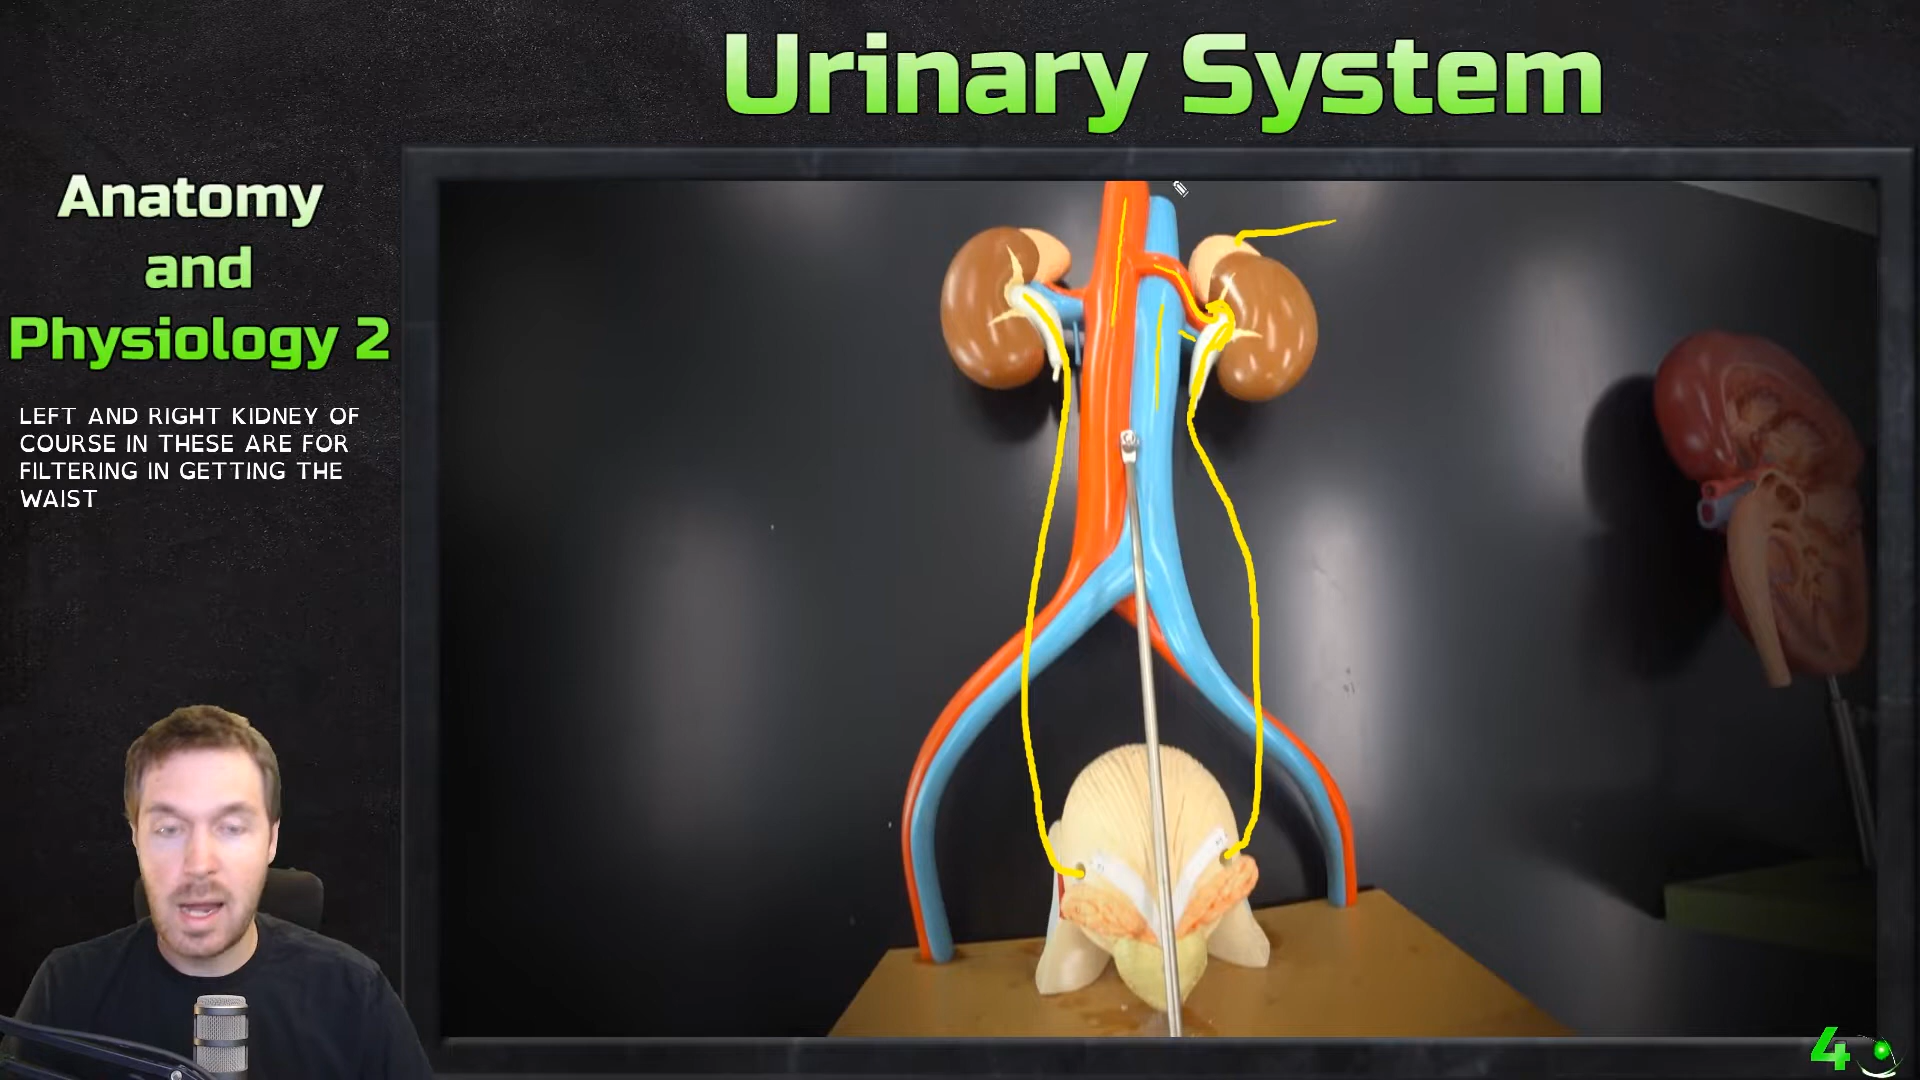 Urinary System
Anatomy
and
Physiology 2
LEFT AND RIGHT KIDNEY OF
COURSE IN THESE ARE FOR
FILTERING IN GETTING THE
WAIST
4